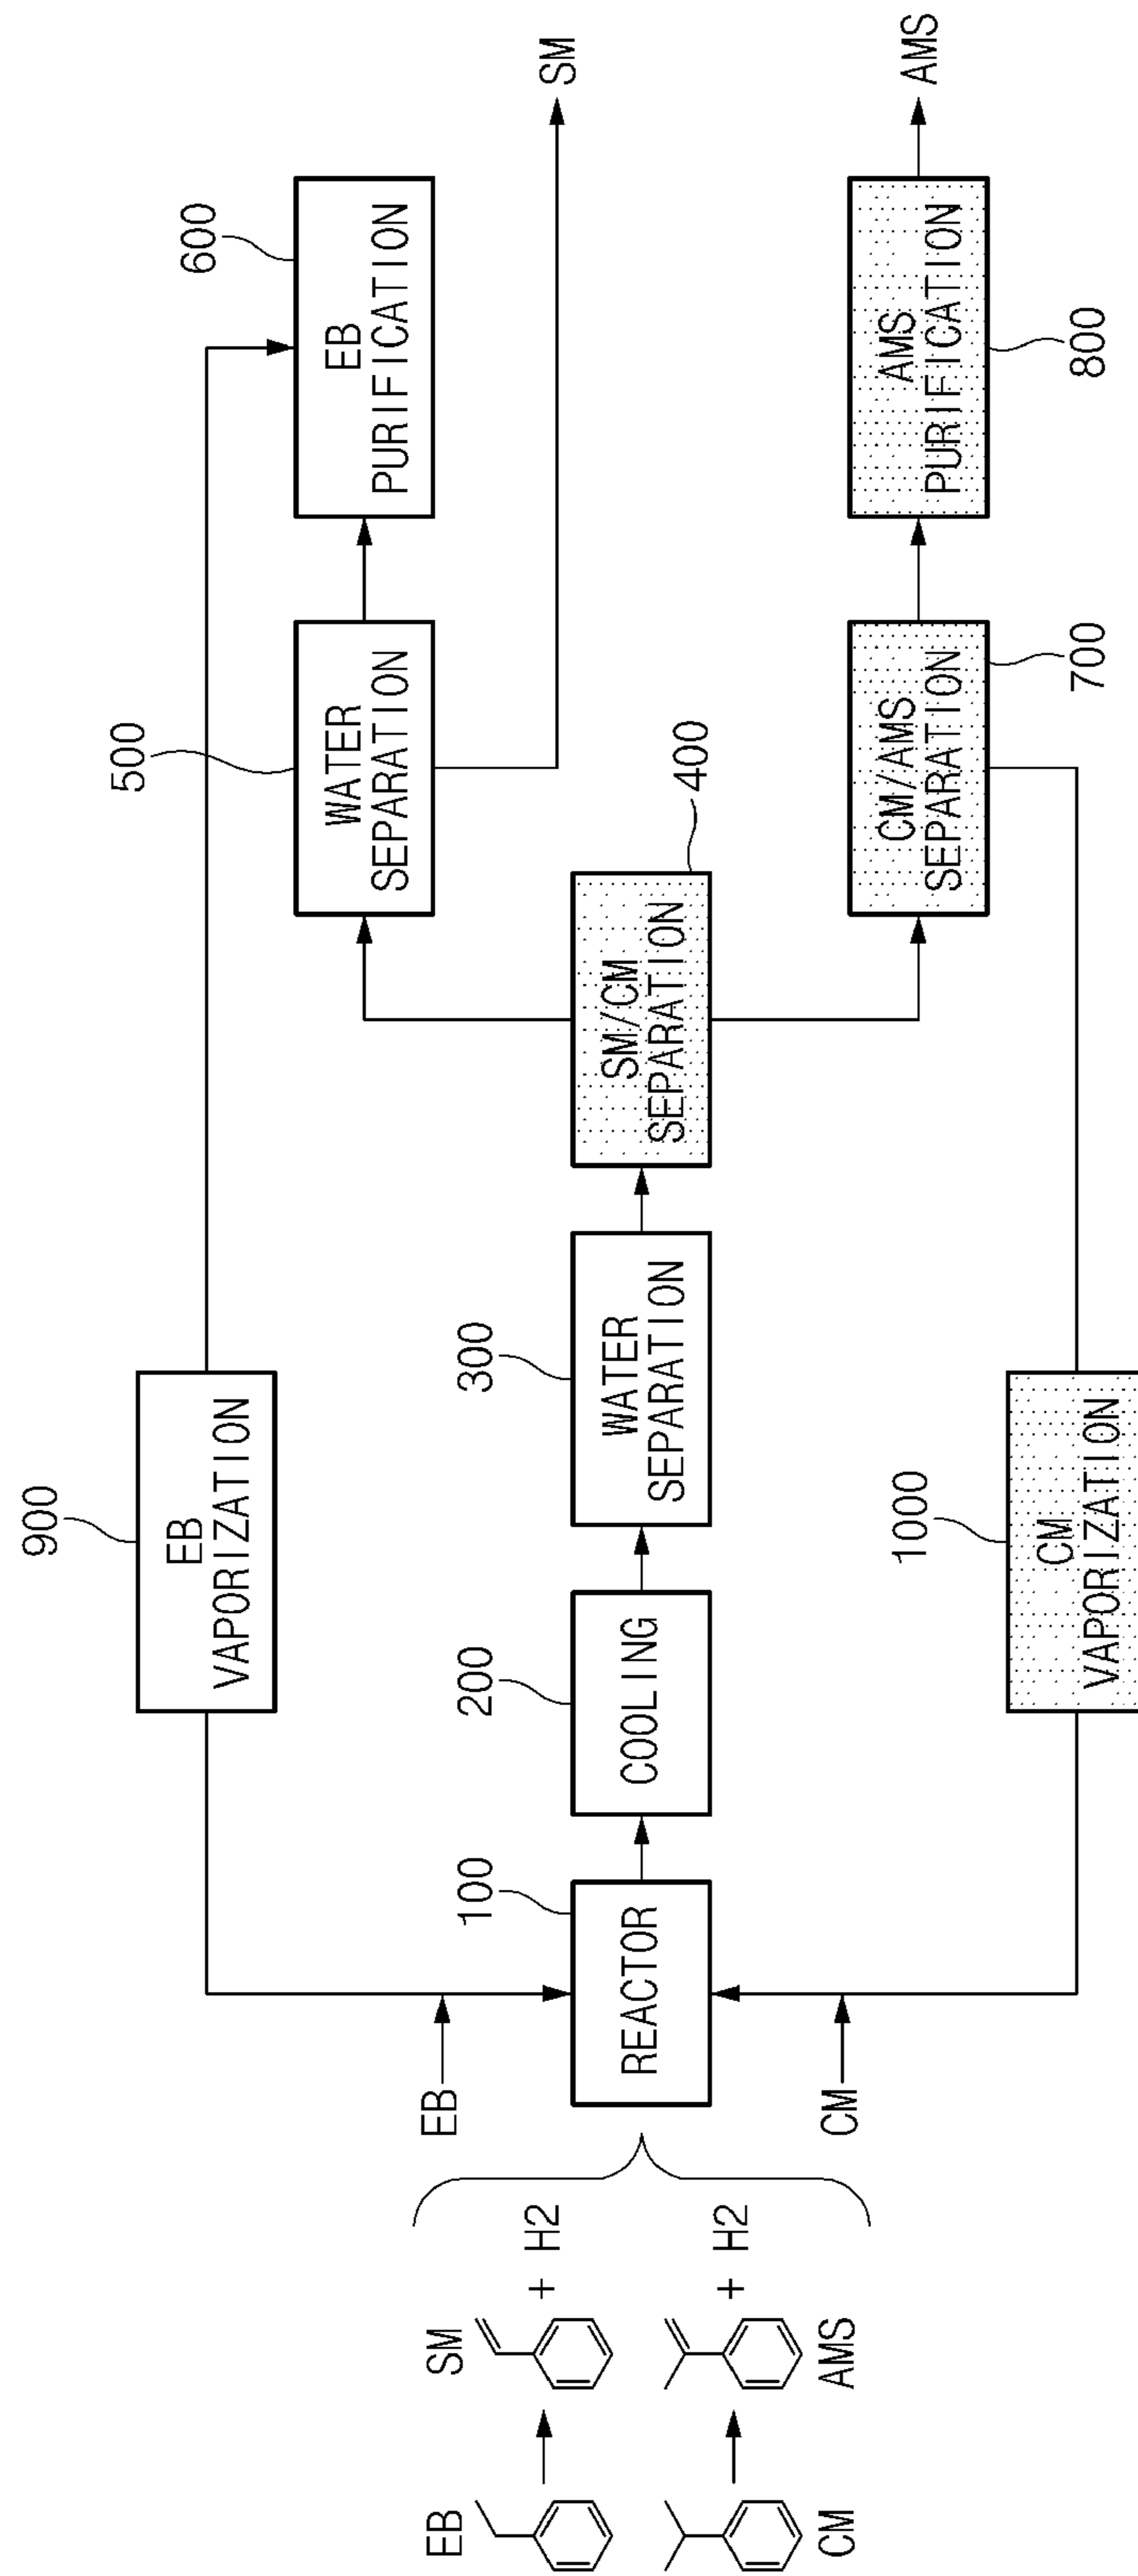 900
EB
VAPORIZATION
500
WATER
SEPARATION
600
EB
PURIFICATION
SM
EB
EB
SM
+ H2
CM
AMS
+ H2
100
REACTOR
200
COOLING
300
WATER
SEPARATION
SM/CM
SEPARATION
400
CM
CM/AMS
SEPARATION
700
AMS
PURIFICATION
800
AMS
1000
CM
VAPORIZATION